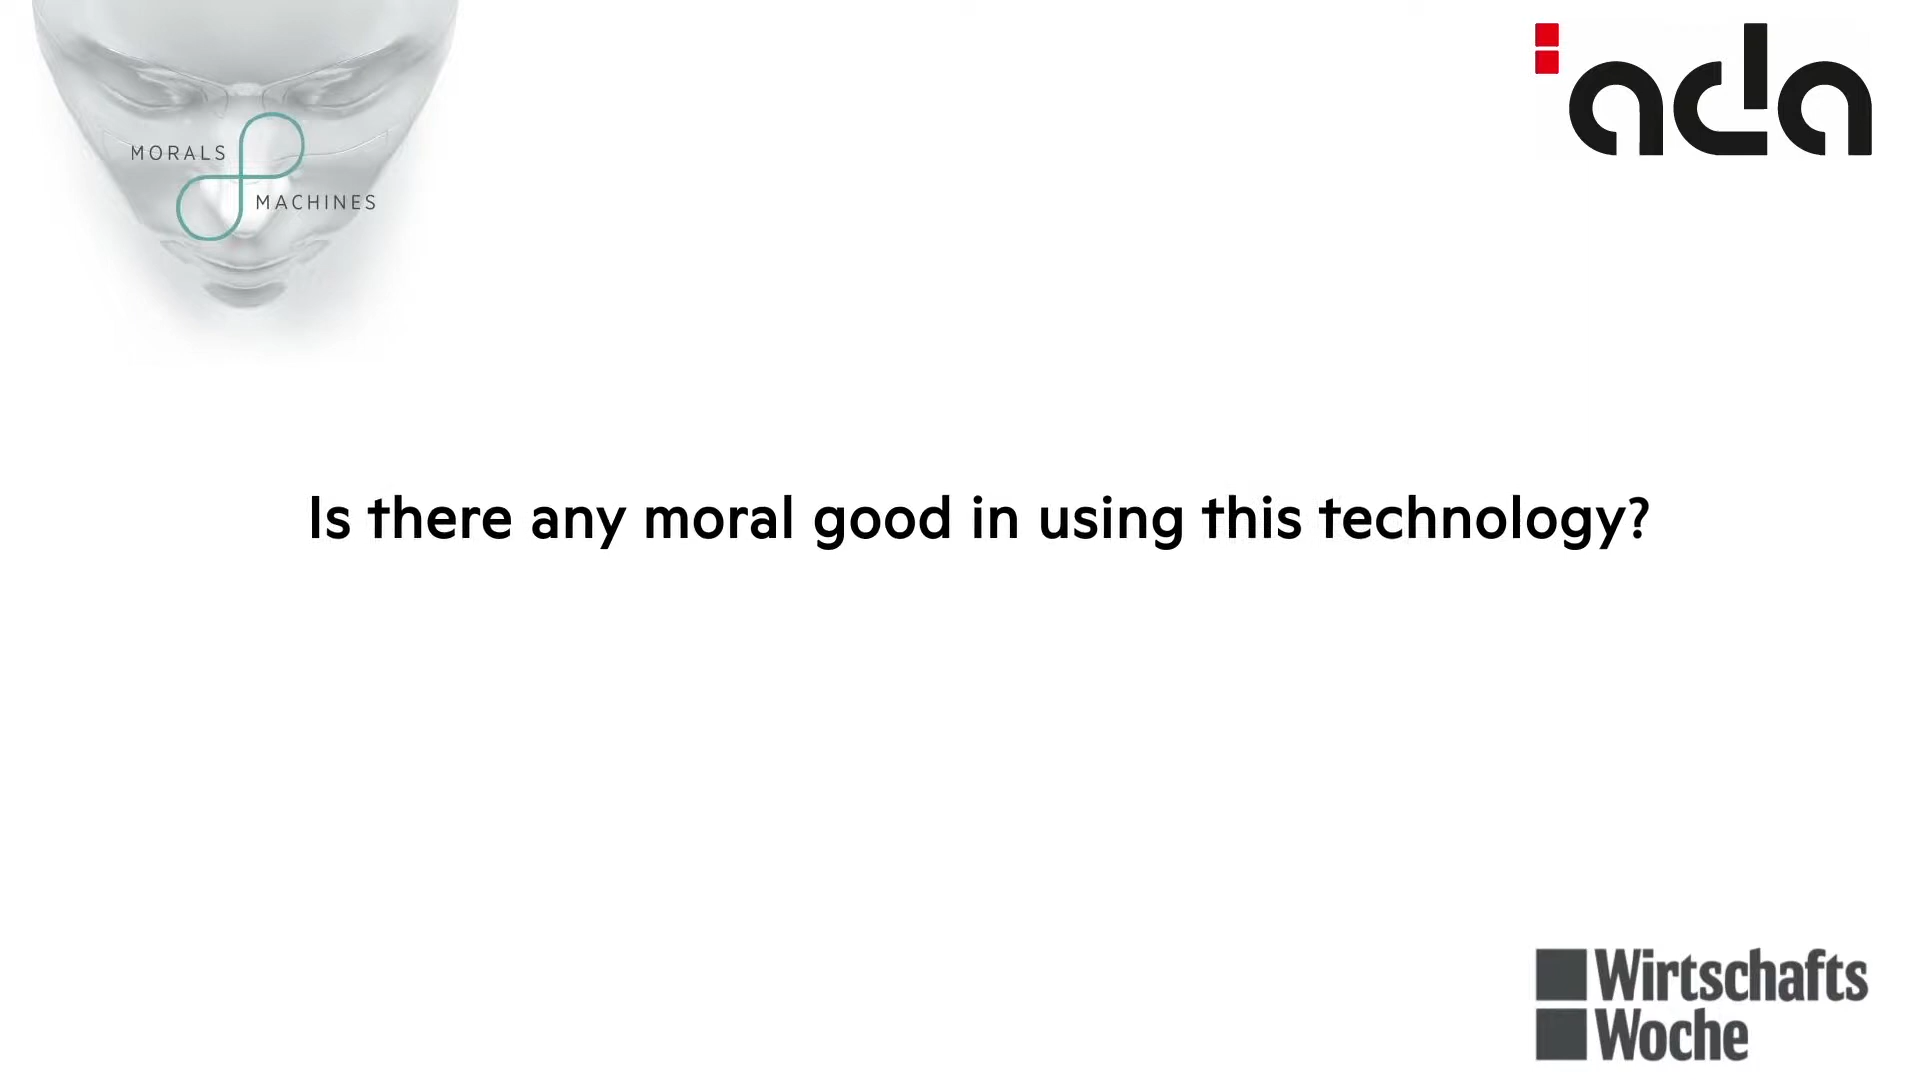 MORALS
MACHINES
ada
Is there any moral good in using this technology?
Wirtschafts
Woche